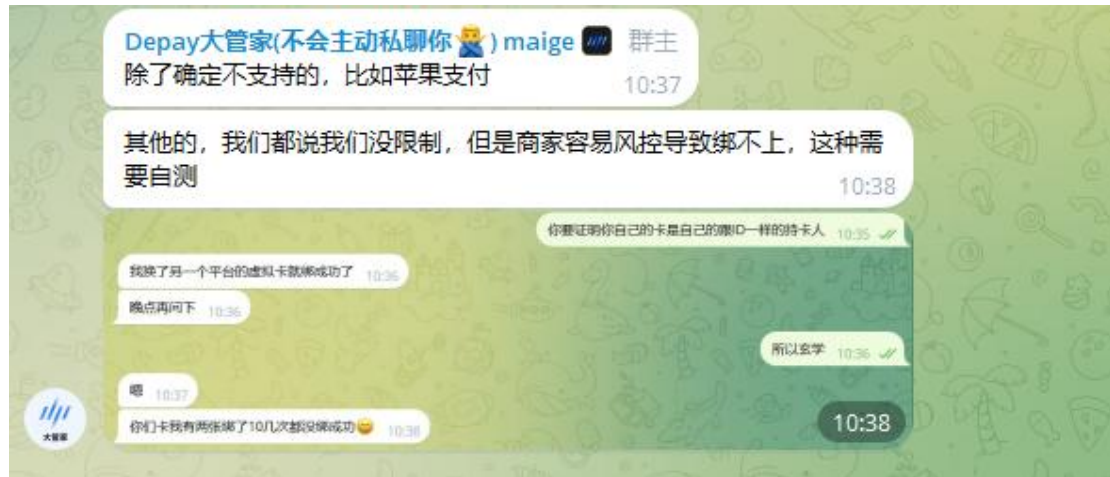 Depay大管家(不会主动私聊你🙅) maige 群主
除了确定不支持的，比如苹果支付
10:37
其他的，我们都说我们没限制，但是商家容易风控导致绑不上，这种需
要自测
10:38
你要证明你自己的卡是自己的跟ID一样的持卡人 10:35
我换了另一个平台的虚拟卡就绑成功了 10:36
晚点再问下 10:36
所以玄学 10:36
嗯 10:37
你们卡我有两张绑了10几次都没绑成功😄 10:38
10:38
大管家